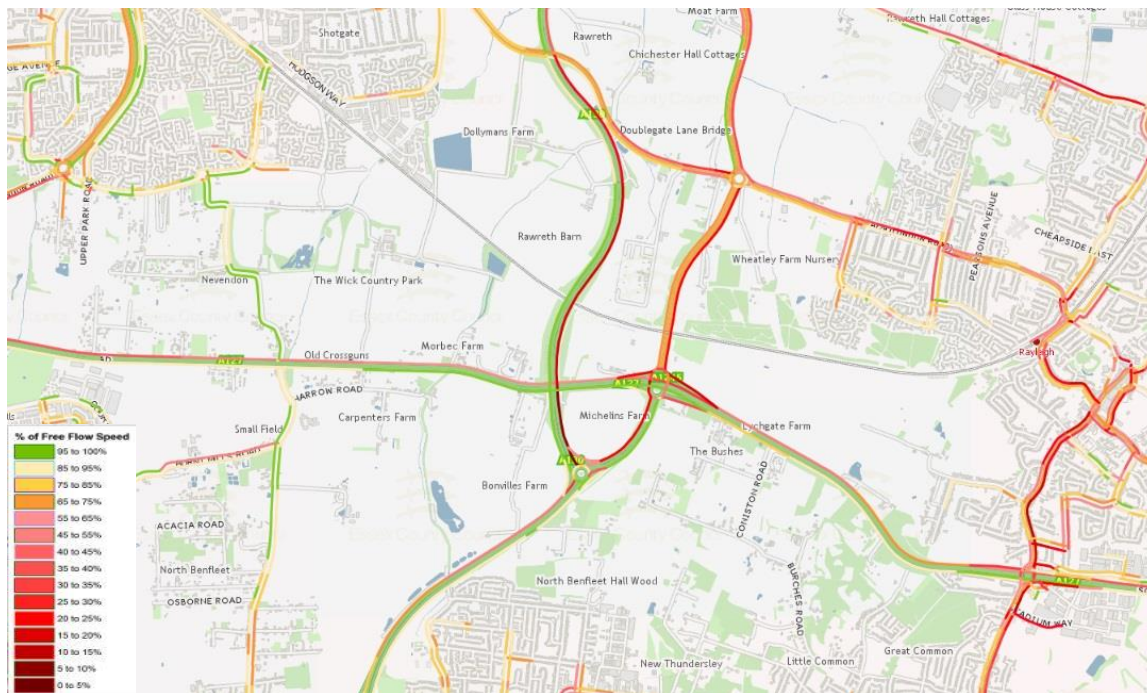 Moat Farm
Shotgate
Rawreth
Rawreth Hall Cottages
Chichester Hall Cottages
HODGSON WAY
Dollymans Farm
Doublegate Lane Bridge
UPPER PARK ROAD
PEARSONS AVENUE
CHEAPSIDE EAST
Rawreth Barn
Wheatley Farm Nursery
Nevendon
The Wick Country Park
Morbec Farm
Old Crossguns
A127
A127
HARROW ROAD
Carpenters Farm
Michelins Farm
Lychgate Farm
Small Field
The Bushes
CONISTON ROAD
Bonvilles Farm
ACACIA ROAD
North Benfleet
OSBORNE ROAD
North Benfleet Hall Wood
BURCHES ROAD
A127
New Thundersley
Little Common
Great Common
% of Free Flow Speed
95 to 100%
85 to 95%
75 to 85%
65 to 75%
55 to 65%
45 to 55%
40 to 45%
35 to 40%
30 to 35%
25 to 30%
20 to 25%
15 to 20%
10 to 15%
5 to 10%
0 to 5%